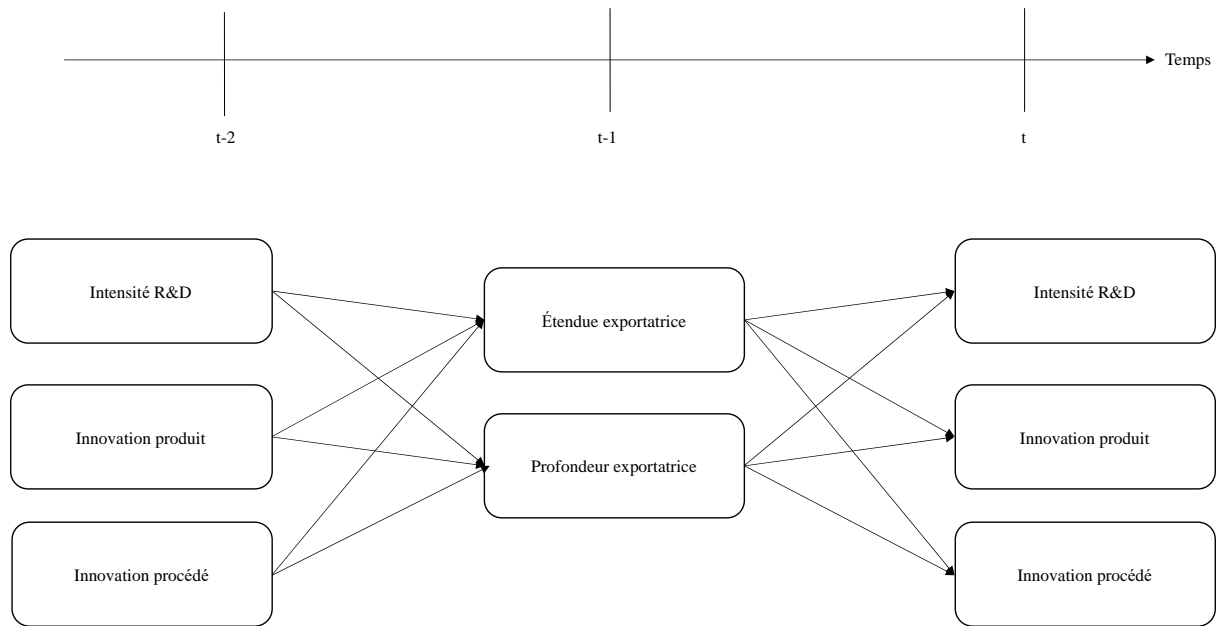 Temps
t-2
t-1
t
Intensité R&D
Étendue exportatrice
Intensité R&D
Innovation produit
Profondeur exportatrice
Innovation produit
Innovation procédé
Innovation procédé